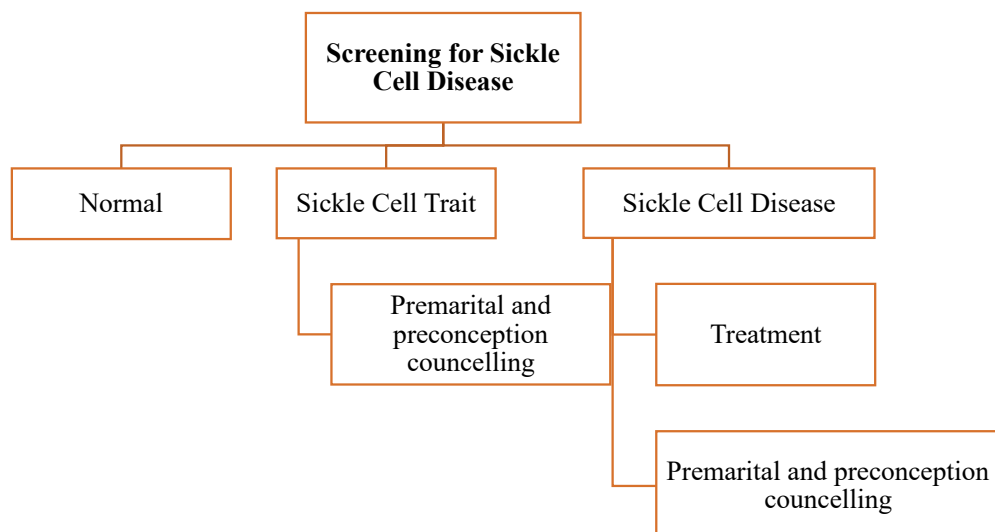 Screening for Sickle
Cell Disease
Normal
Sickle Cell Trait
Sickle Cell Disease
Premarital and
preconception
councelling
Treatment
Premarital and preconception
councelling